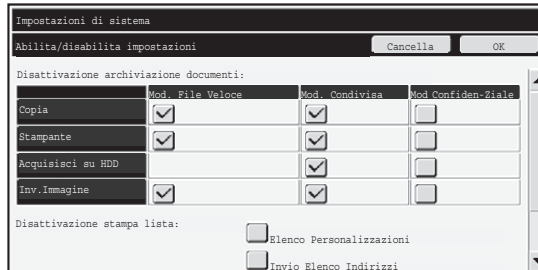 Impostazioni di sistema
Abilita/disabilita impostazioni Cancella OK
Disattivazione archiviazione documenti:
Mod. File Veloce Mod. Condivisa Mod Confiden-Ziale
Copia
Stampante
Acquisisci su HDD
Inv.Immagine
Disattivazione stampa lista:
Elenco Personalizzazioni
Invio Elenco Indirizzi